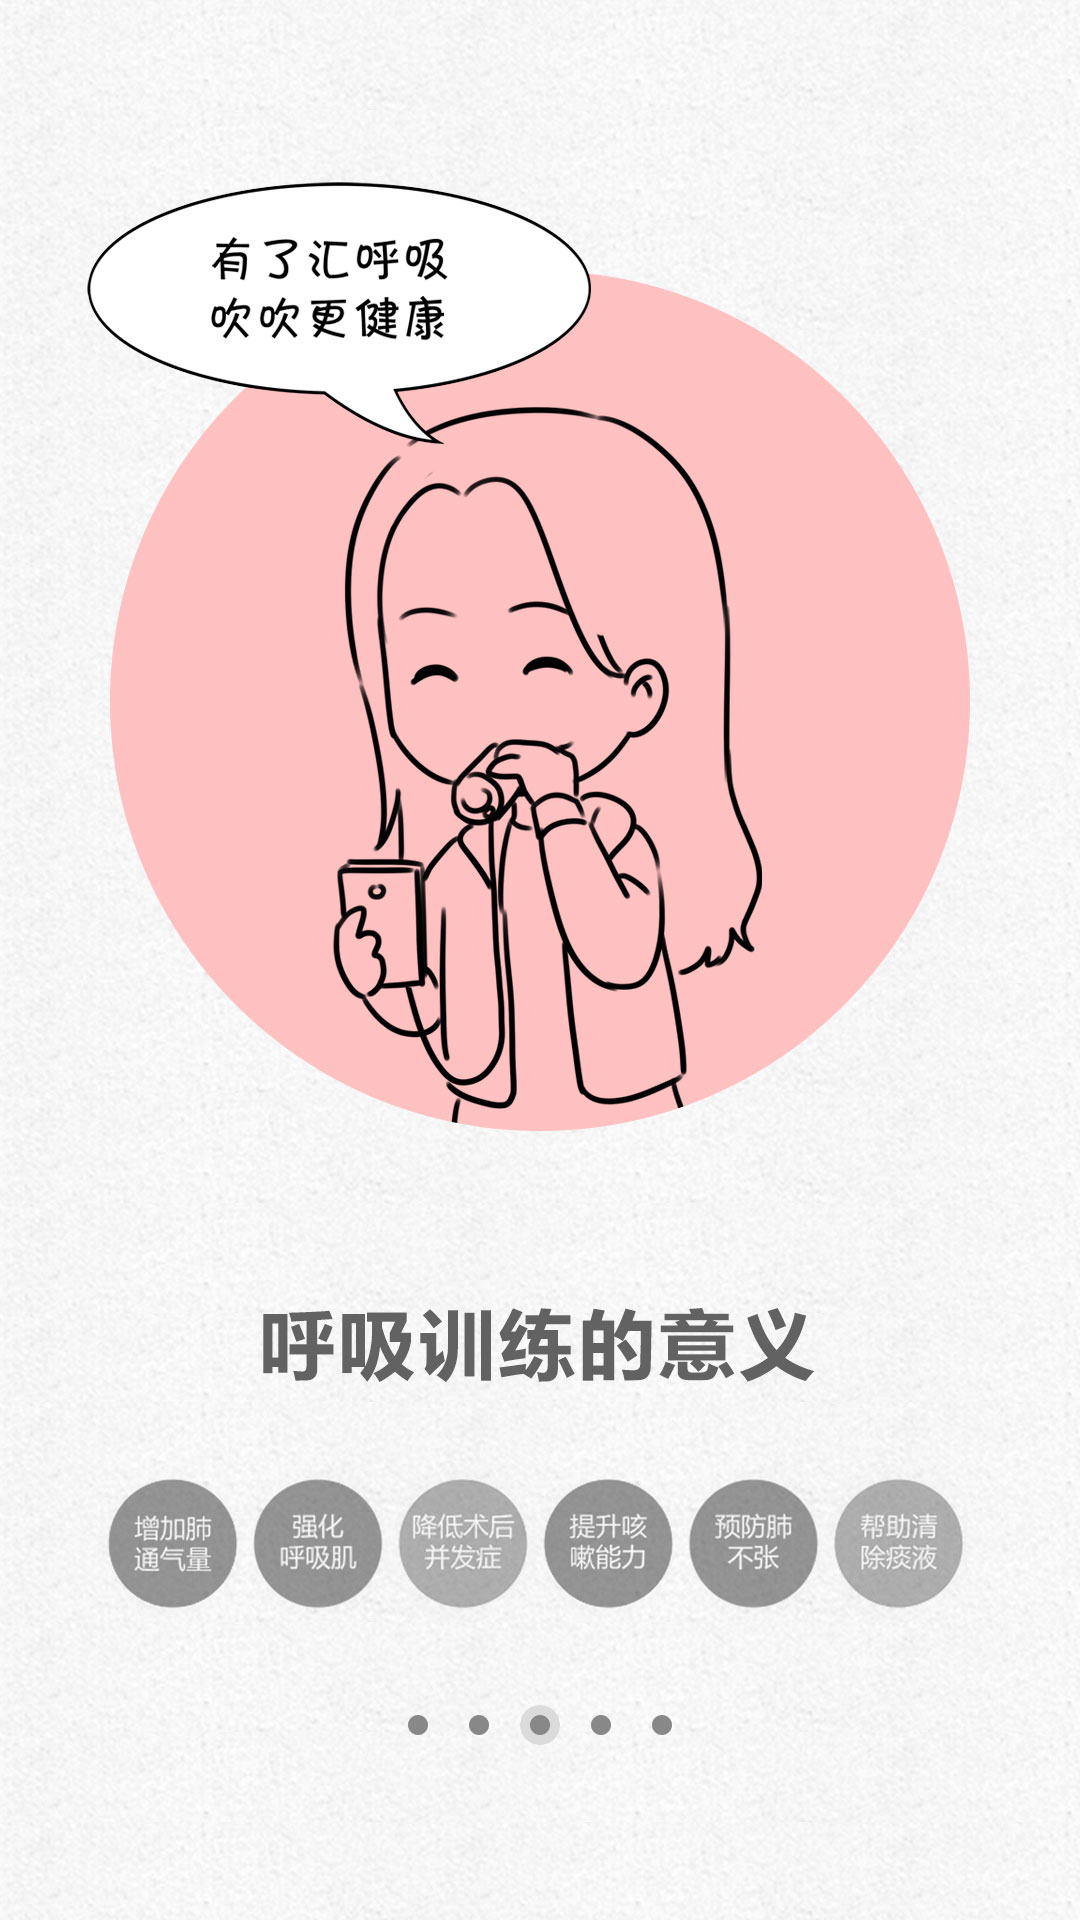 有了汇呼吸
吹吹更健康
呼吸训练的意义
增加肺
通气量
强化
呼吸肌
降低术后
并发症
提升咳
嗽能力
预防肺
不张
帮助清
除痰液